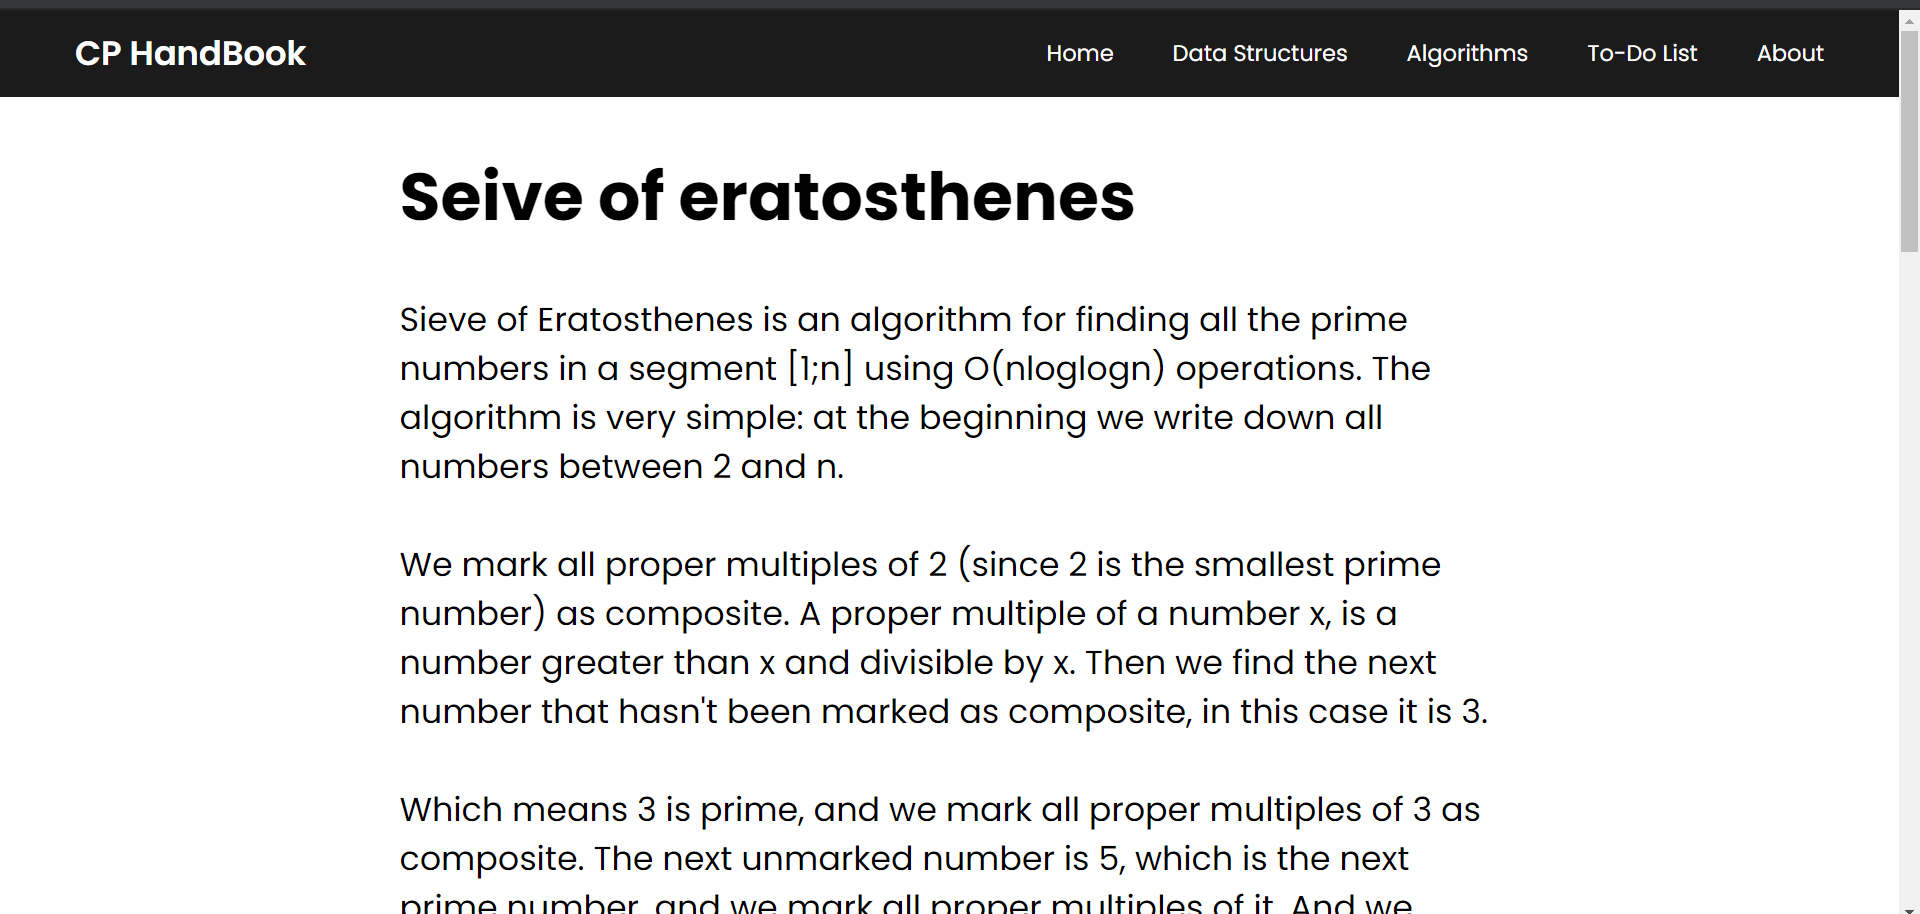 CP HandBook
Home Data Structures Algorithms To-Do List About
Seive of eratosthenes
Sieve of Eratosthenes is an algorithm for finding all the prime
numbers in a segment [1;n] using O(nloglogn) operations. The
algorithm is very simple: at the beginning we write down all
numbers between 2 and n.
We mark all proper multiples of 2 (since 2 is the smallest prime
number) as composite. A proper multiple of a number x, is a
number greater than x and divisible by x. Then we find the next
number that hasn't been marked as composite, in this case it is 3.
Which means 3 is prime, and we mark all proper multiples of 3 as
composite. The next unmarked number is 5, which is the next
prime number, and we mark all proper multiples of it. And we